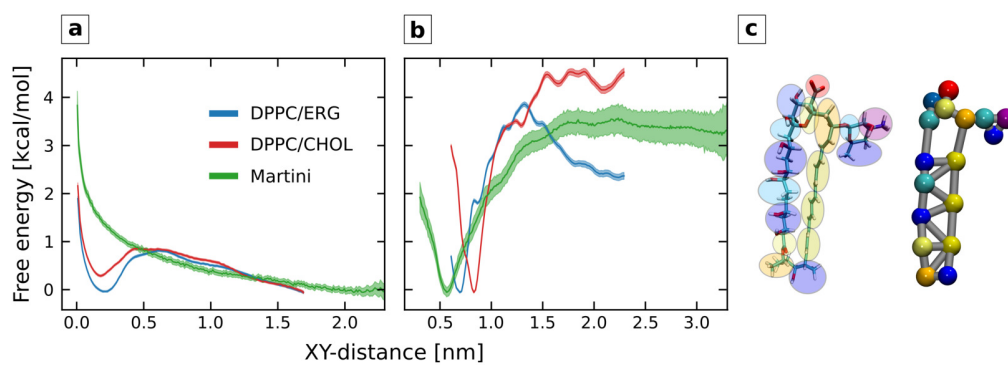 a
b
c
Free energy [kcal/mol]
4
3
2
1
0
DPPC/ERG
DPPC/CHOL
Martini
0.0 0.5 1.0 1.5 2.0
0.5 1.0 1.5 2.0 2.5 3.0
XY-distance [nm]